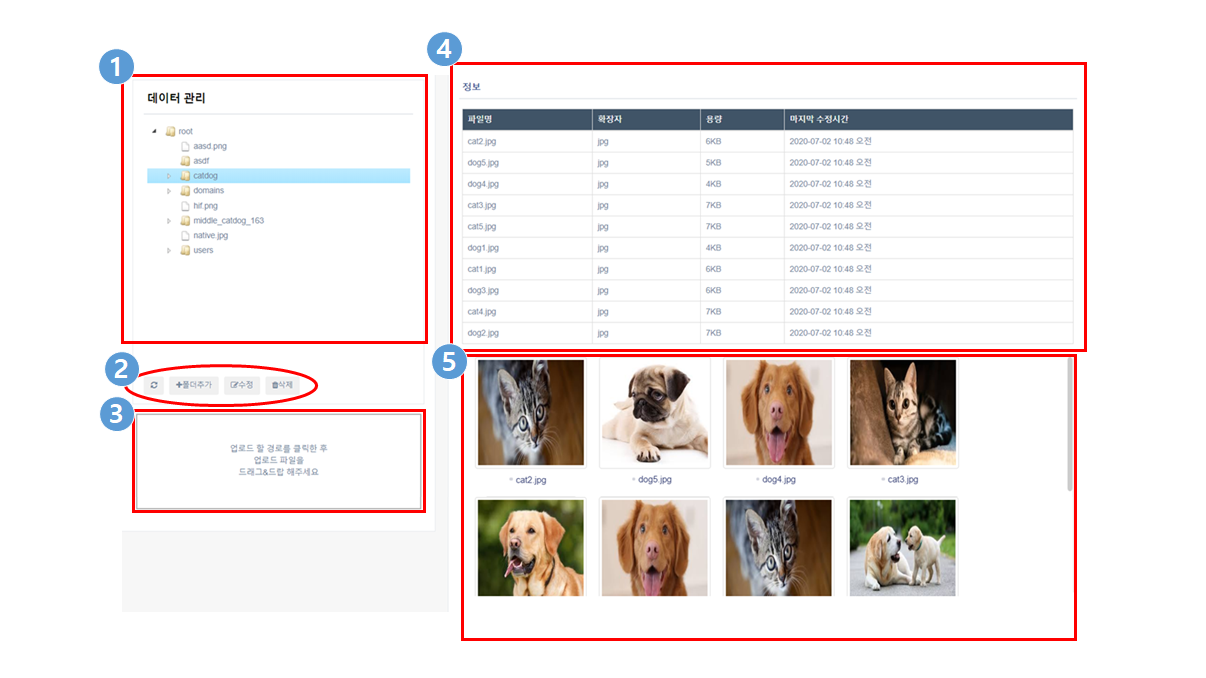 1
데이터 관리
root
aasd.png
asdf
catdog
domains
hif.png
middle_catdog_163
native.jpg
users
2
폴더추가 수정 삭제
3
업로드 할 경로를 클릭한 후
업로드 파일을
드래그&드랍 해주세요
4
정보
파일명 확장자 용량 마지막 수정시간
cat2.jpg jpg 6KB 2020-07-02 10:48 오전
dog5.jpg jpg 5KB 2020-07-02 10:48 오전
dog4.jpg jpg 4KB 2020-07-02 10:48 오전
cat3.jpg jpg 7KB 2020-07-02 10:48 오전
cat5.jpg jpg 7KB 2020-07-02 10:48 오전
dog1.jpg jpg 4KB 2020-07-02 10:48 오전
cat1.jpg jpg 6KB 2020-07-02 10:48 오전
dog3.jpg jpg 6KB 2020-07-02 10:48 오전
cat4.jpg jpg 7KB 2020-07-02 10:48 오전
dog2.jpg jpg 7KB 2020-07-02 10:48 오전
5
cat2.jpg dog5.jpg dog4.jpg cat3.jpg